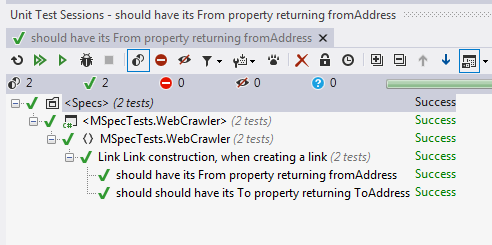 Unit Test Sessions - should have its From property returning fromAddress
should have its From property returning fromAddress
2 2 0 0 0
<Specs> (2 tests) Success
<MSpecTests.WebCrawler> (2 tests) Success
MSpecTests.WebCrawler (2 tests) Success
Link Link construction, when creating a link (2 tests) Success
should have its From property returning fromAddress Success
should should have its To property returning ToAddress Success